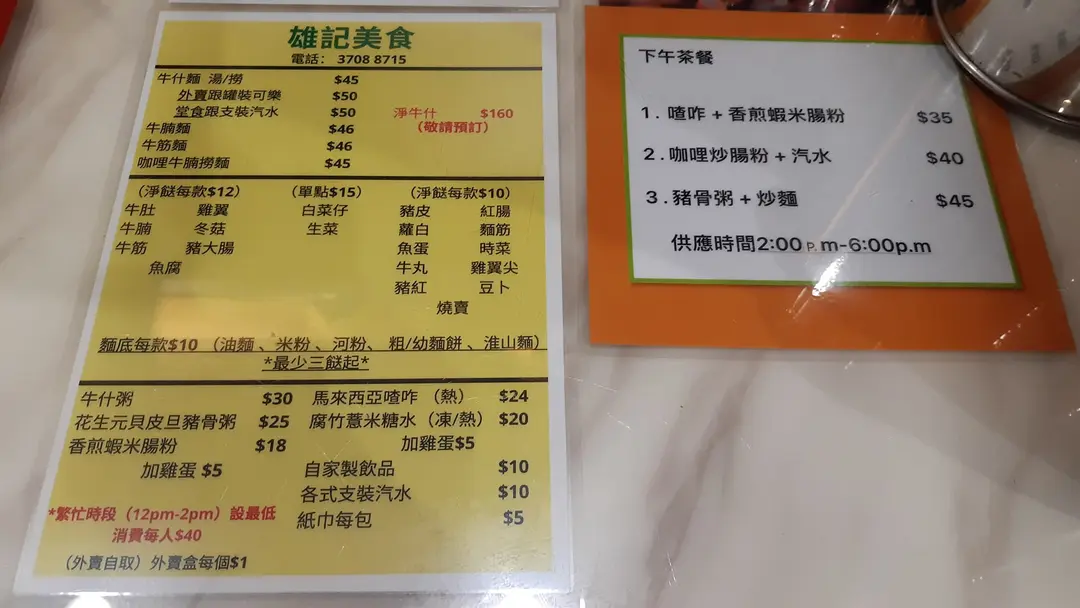 雄記美食
電話： 3708 8715
牛什麵 湯/撈 $45
外賣跟罐裝可樂 $50
堂食跟支裝汽水 $50
牛腩麵 $46
牛筋麵 $46
咖哩牛腩撈麵 $45
淨牛什 $160
（敬請預訂）
（淨餸每款$12） （單點$15） （淨餸每款$10）
牛肚 雞翼 白菜仔 豬皮 紅腸
牛腩 冬菇 生菜 蘿白 麵筋
牛筋 豬大腸 魚蛋 時菜
魚腐 牛丸 雞翼尖
豬紅 豆卜
燒賣
麵底每款$10 （油麵 、米粉 、河粉、 粗/幼麵餅 、淮山麵）
*最少三餸起*
牛什粥 $30
花生元貝皮旦豬骨粥 $25
香煎蝦米腸粉 $18
加雞蛋 $5
*繁忙時段（12pm-2pm）設最低
消費每人$40
（外賣自取）外賣盒每個$1
馬來西亞喳咋 （熱） $24
腐竹薏米糖水（凍/熱） $20
加雞蛋$5
自家製飲品 $10
各式支裝汽水 $10
紙巾每包 $5
下午茶餐
1. 喳咋 + 香煎蝦米腸粉 $35
2. 咖哩炒腸粉 + 汽水 $40
3. 豬骨粥 + 炒麵 $45
供應時間2:00P.m-6:00p.m